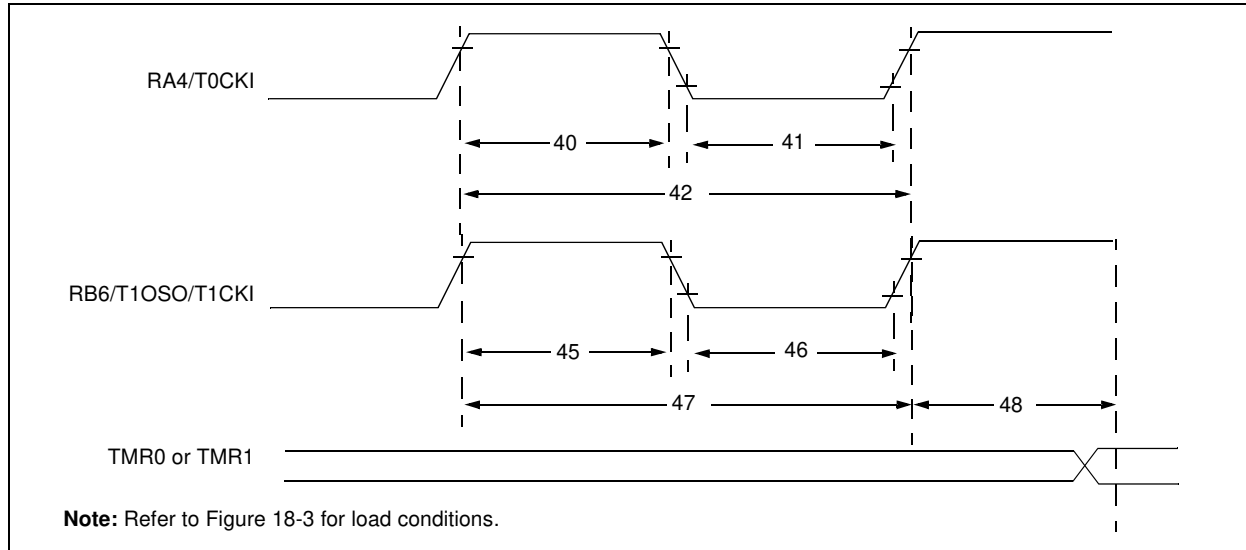 RA4/T0CKI
40
41
42
RB6/T1OSO/T1CKI
45
46
47
48
TMR0 or TMR1
Note: Refer to Figure 18-3 for load conditions.